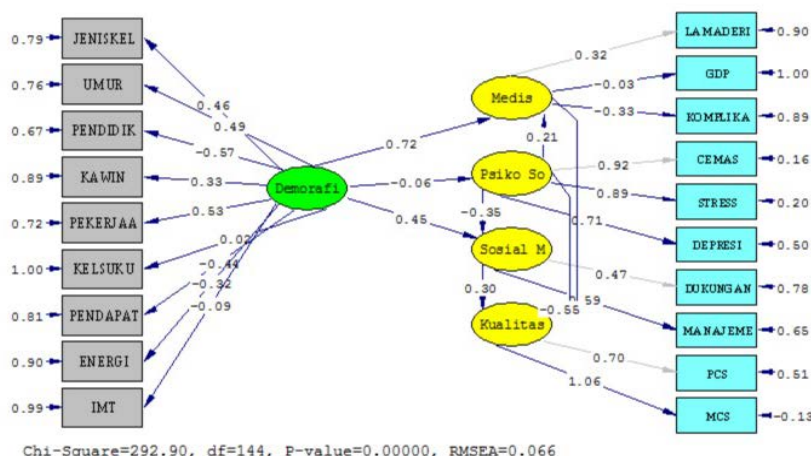 0.79 JENISKEL
0.76 UMUR
0.67 PENDIDIK
0.89 KAWIN
0.72 PEKERJAA
1.00 KELSUKU
0.81 PENDAPAT
0.90 ENERGI
0.99 IMT
0.46
0.49
-0.57
0.33
0.53
0.02
-0.44
-0.32
-0.09
Demorafi
0.72
-0.06
0.45
Medis
0.21
Psiko So
-0.35
Sosial M
0.30
Kualitas
-0.55
0.32
-0.03
-0.33
0.92
0.89
0.71
0.47
.59
0.70
1.06
LAMADERI 0.90
GDP 1.00
KOMPLIKA 0.89
CEMAS 0.16
STRESS 0.20
DEPRESI 0.50
DUKUNGAN 0.78
MANAJEME 0.65
PCS 0.51
MCS -0.13
Chi-Square=292.90, df=144, P-value=0.00000, RMSEA=0.066